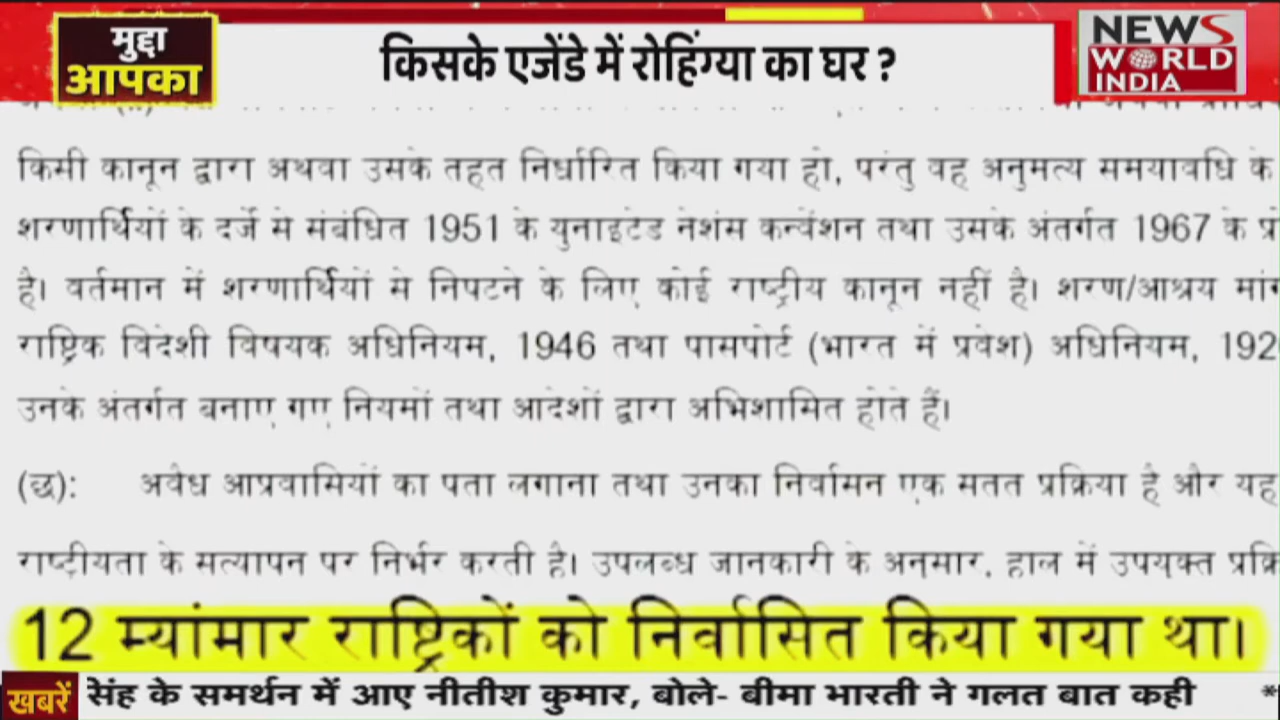 मुद्दा
आपका
किसके एजेंडे में रोहिंग्या का घर ?
NEWS
WORLD
INDIA
किसी कानून द्वारा अथवा उसके तहत निर्धारित किया गया हो, परंतु वह अनुमत्य समयावधि के
शरणार्थियों के दर्जे से संबंधित 1951 के युनाइटेड नेशंस कन्वेंशन तथा उसके अंतर्गत 1967 के
है। वर्तमान में शरणार्थियों से निपटने के लिए कोई राष्ट्रीय कानून नहीं है। शरण/आश्रय
राष्ट्रिक विदेशी विषयक अधिनियम, 1946 तथा पासपोर्ट (भारत में प्रवेश) अधिनियम, 192
उनके अंतर्गत बनाए गए नियमों तथा आदेशों द्वारा अभिशासित होते हैं।
(छ): अवैध आप्रवासियों का पता लगाना तथा उनका निर्वासन एक सतत प्रक्रिया है और यह
राष्ट्रीयता के सत्यापन पर निर्भर करती है। उपलब्ध जानकारी के अनुसार, हाल में उपयुक्त
12 म्यांमार राष्ट्रिकों को निर्वासित किया गया था।
खबरें संह के समर्थन में आए नीतीश कुमार, बोले- बीमा भारती ने गलत बात कही *